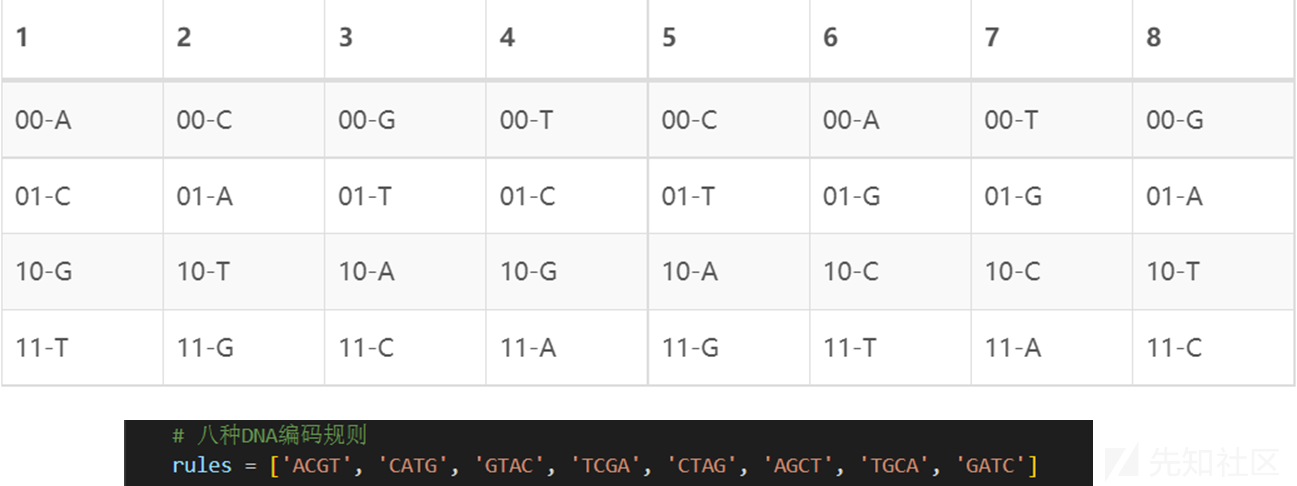 1 2 3 4 5 6 7 8
00-A 00-C 00-G 00-T 00-C 00-A 00-T 00-G
01-C 01-A 01-T 01-C 01-T 01-G 01-G 01-A
10-G 10-T 10-A 10-G 10-A 10-C 10-C 10-T
11-T 11-G 11-C 11-A 11-G 11-T 11-A 11-C
# 八种DNA编码规则
rules = ['ACGT', 'CATG', 'GTAC', 'TCGA', 'CTAG', 'AGCT', 'TGCA', 'GATC']
先知社区